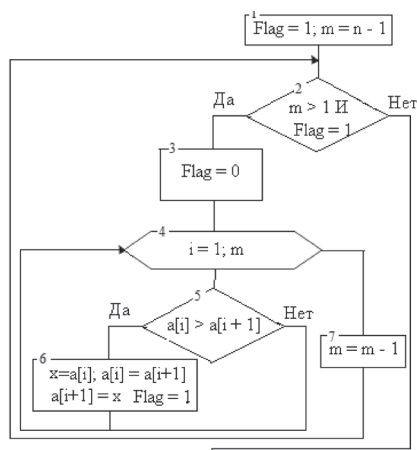 1
Flag = 1; m = n - 1
2
Да
Нет
m > 1 И
Flag = 1
3
Flag = 0
4
i = 1; m
5
Да
Нет
a[i] > a[i + 1]
6
x=a[i]; a[i] = a[i+1]
a[i+1] = x Flag = 1
7
m = m - 1